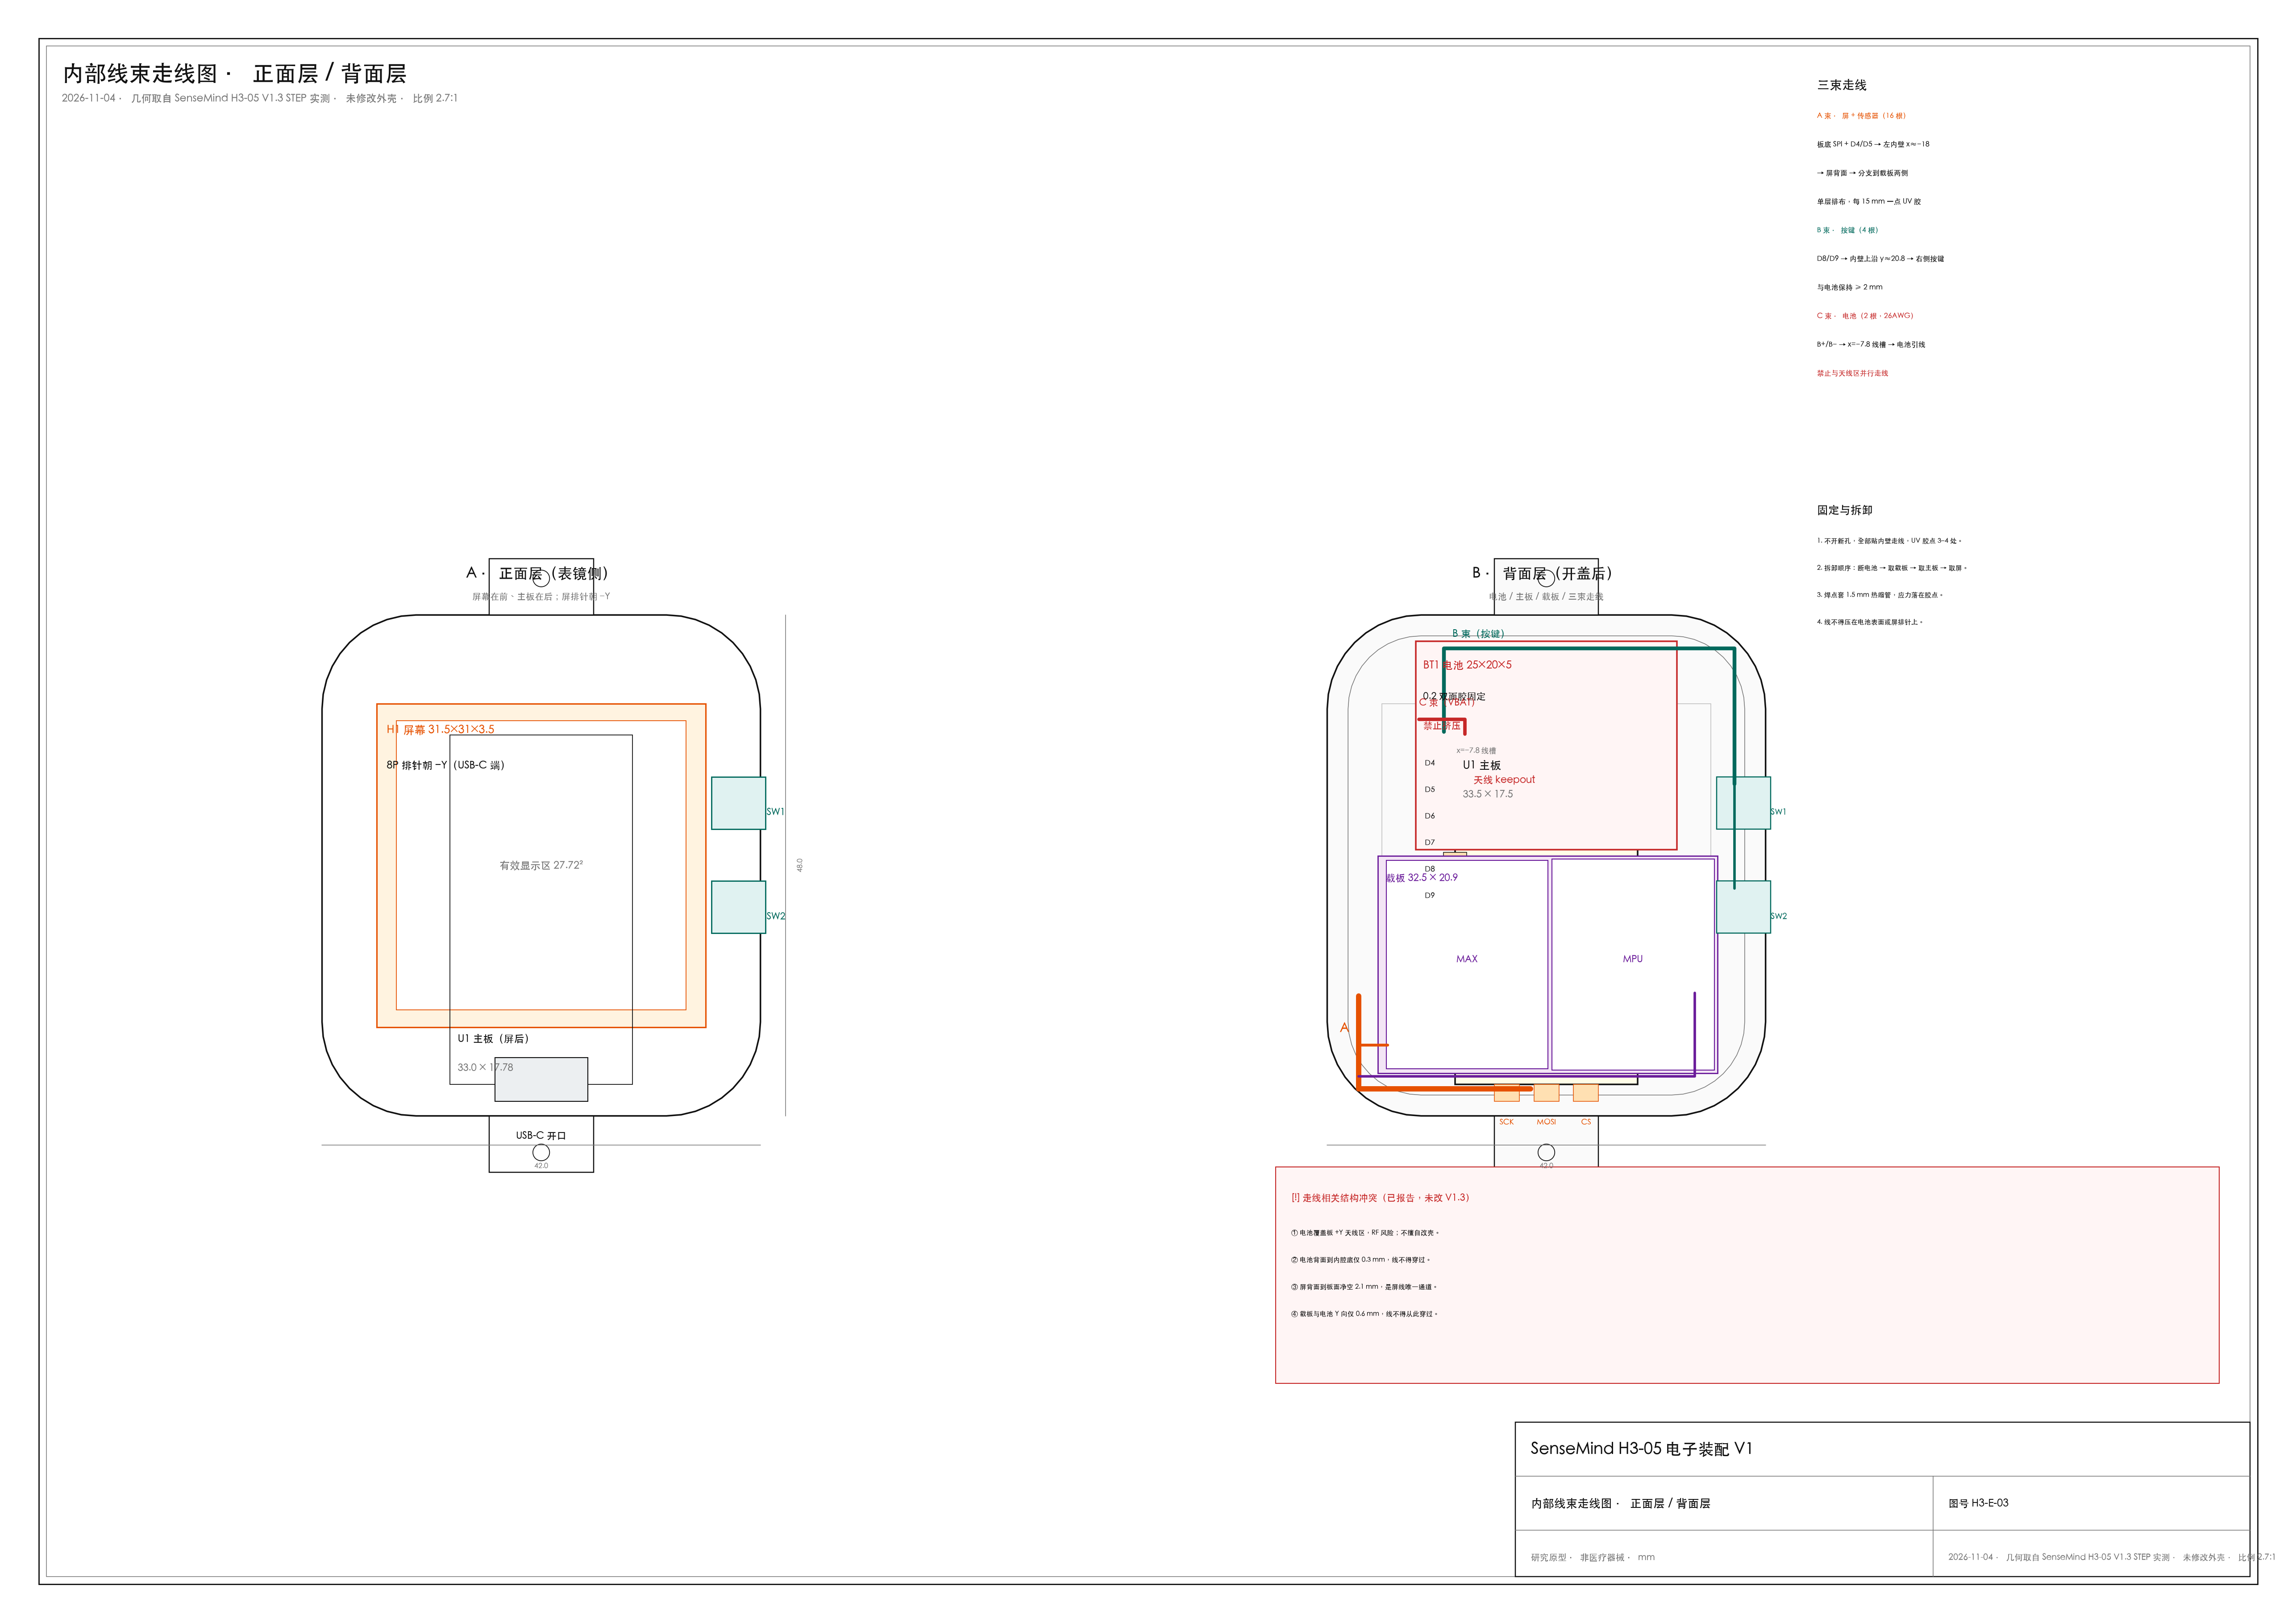 内部线束走线图 · 正面层 / 背面层
2026-11-04 · 几何取自 SenseMind H3-05 V1.3 STEP 实测 · 未修改外壳 · 比例 2.7:1
三束走线
A 束 · 屏 + 传感器（16 根）
板底 SPI + D4/D5 → 左内壁 x≈−18
→ 屏背面 → 分支到载板两侧
单层排布，每 15 mm 一点 UV 胶
B 束 · 按键（4 根）
D8/D9 → 内壁上沿 y≈20.8 → 右侧按键
与电池保持 ≥ 2 mm
C 束 · 电池（2 根，26AWG）
B+/B− → x=−7.8 线槽 → 电池引线
禁止与天线区并行走线
固定与拆卸
1. 不开新孔，全部贴内壁走线，UV 胶点 3–4 处。
2. 拆卸顺序：断电池 → 取载板 → 取主板 → 取屏。
3. 焊点套 1.5 mm 热缩管，应力落在胶点。
4. 线不得压在电池表面或屏排针上。
A · 正面层（表镜侧）
屏幕在前、主板在后；屏排针朝 −Y
H1 屏幕 31.5×31×3.5
8P 排针朝 −Y（USB-C 端）
SW1
有效显示区 27.72²
48.0
SW2
U1 主板（屏后）
33.0 × 17.78
USB-C 开口
42.0
B · 背面层（开盖后）
电池 / 主板 / 载板 / 三束走线
B 束（按键）
BT1 电池 25×20×5
0.2 双面胶固定
C 束（VBAT）
禁止挤压
x=−7.8 线槽
D4
U1 主板
天线 keepout
D5
33.5 × 17.5
D6
SW1
D7
D8
载板 32.5 × 20.9
D9
SW2
MAX
MPU
A
SCK
MOSI
CS
42.0
[!] 走线相关结构冲突（已报告，未改 V1.3）
① 电池覆盖板 +Y 天线区，RF 风险；不擅自改壳。
② 电池背面到内腔底仅 0.3 mm，线不得穿过。
③ 屏背面到板面净空 2.1 mm，是屏线唯一通道。
④ 载板与电池 Y 向仅 0.6 mm，线不得从此穿过。
SenseMind H3-05 电子装配 V1
内部线束走线图 · 正面层 / 背面层
图号 H3-E-03
研究原型 · 非医疗器械 · mm
2026-11-04 · 几何取自 SenseMind H3-05 V1.3 STEP 实测 · 未修改外壳 · 比例 2.7:1